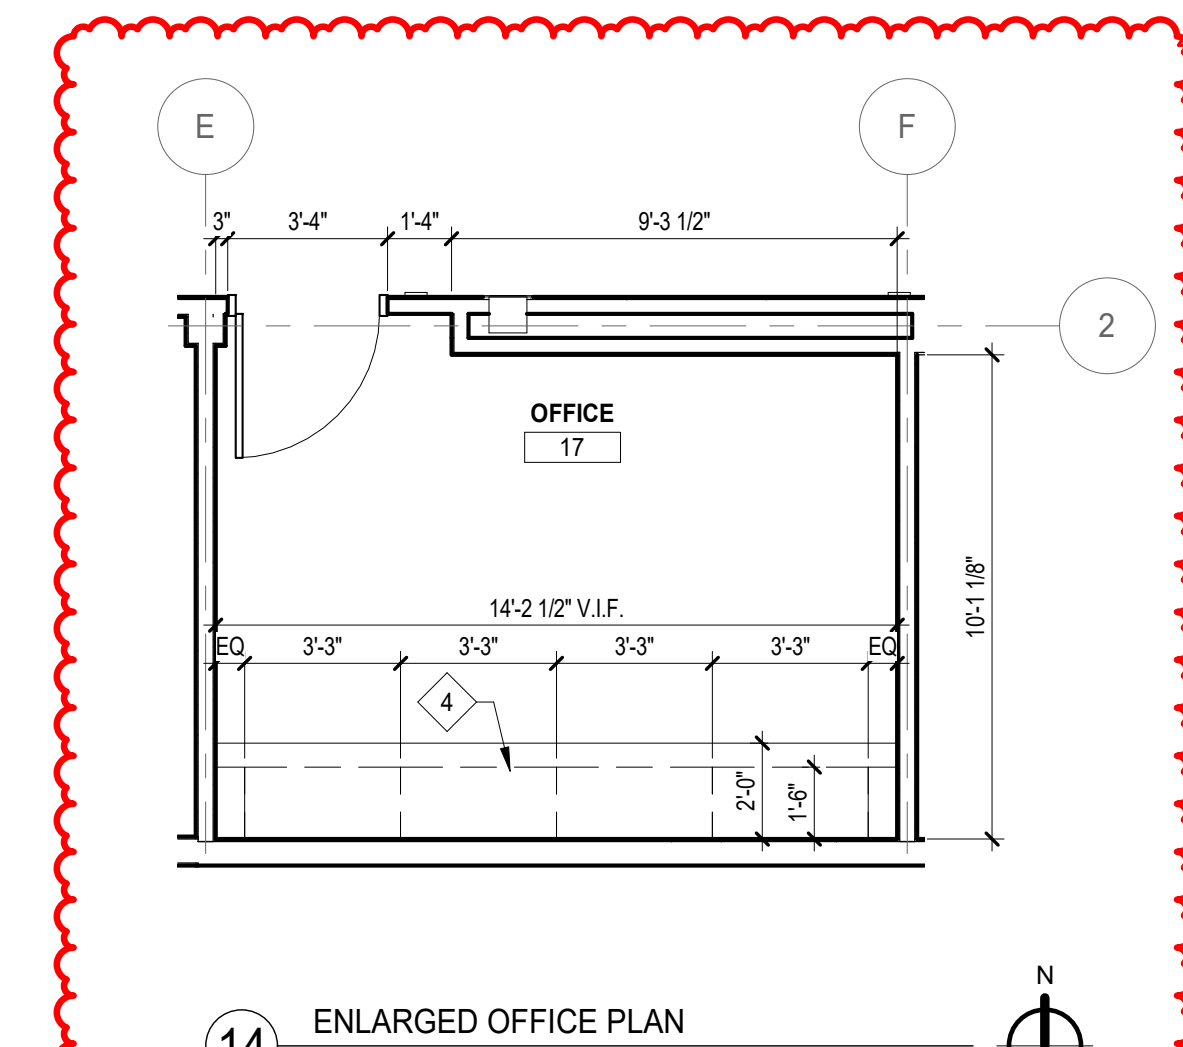 E
F
3" 3'-4" 1'-4" 9'-3 1/2"
2
OFFICE
17
10'-1 1/8"
14'-2 1/2" V.I.F.
EQ 3'-3" 3'-3" 3'-3" 3'-3" EQ
4
2'-0"
1'-6"
N
14
ENLARGED OFFICE PLAN